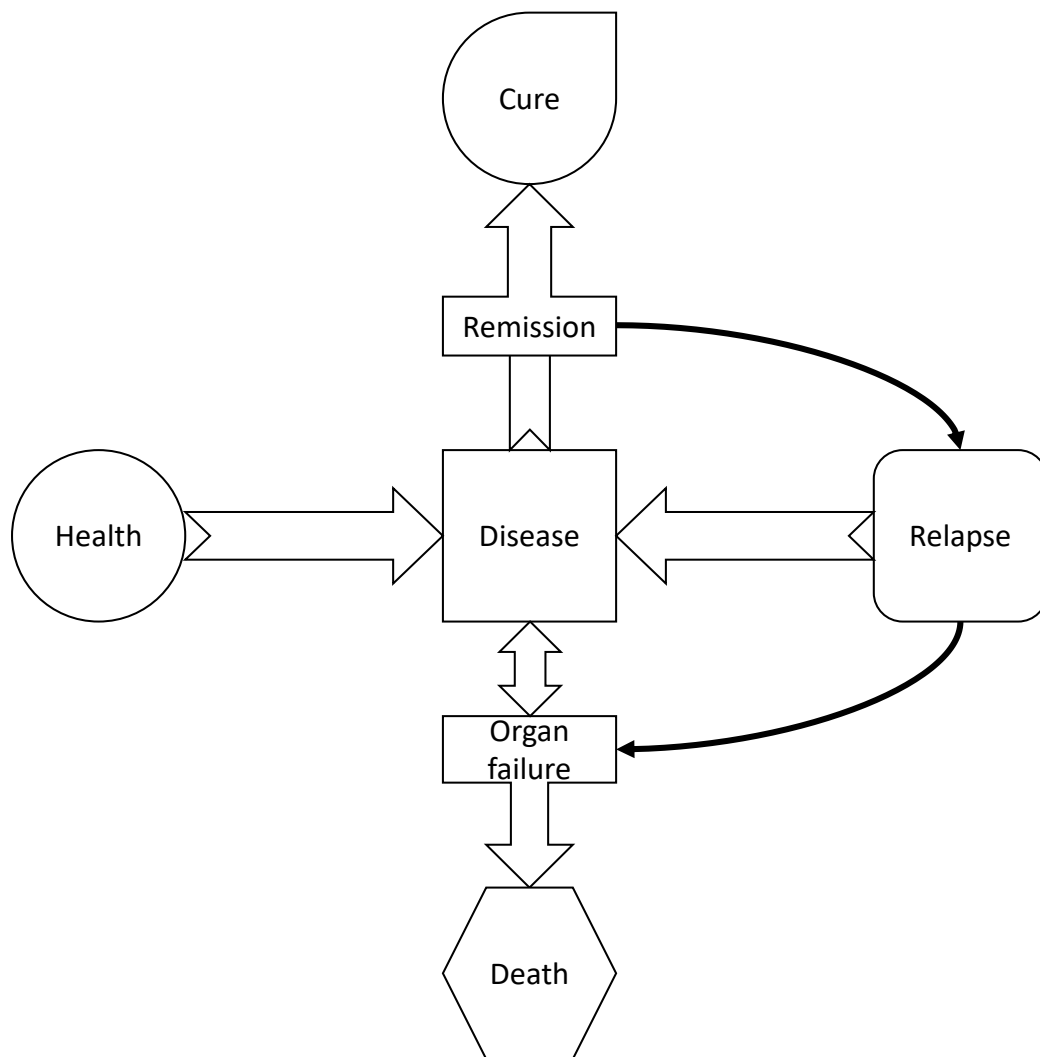 Cure
Remission
Health
Disease
Relapse
Organ
failure
Death